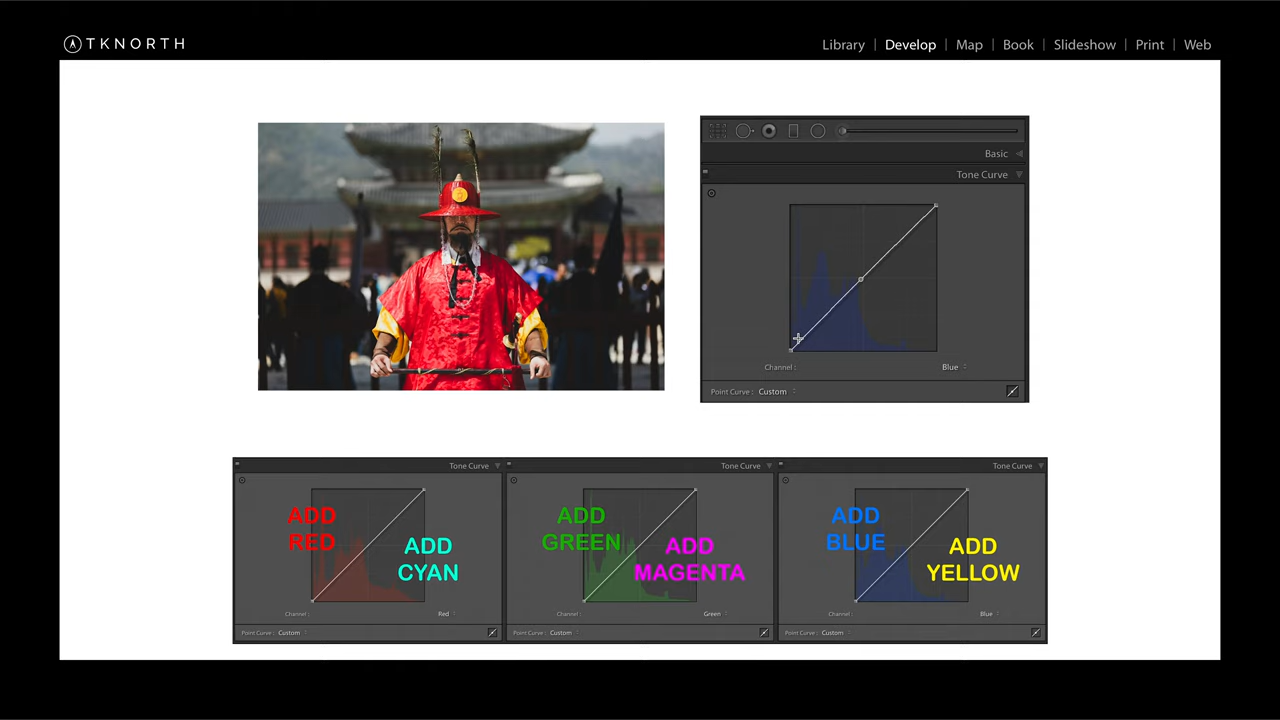 TKNORTH
Library | Develop | Map | Book | Slideshow | Print | Web
Basic
Tone Curve
Channel :
Blue
Point Curve : Custom
Tone Curve
ADD
RED
ADD
CYAN
Channel :
Red
Point Curve : Custom
Tone Curve
ADD
GREEN
ADD
MAGENTA
Channel :
Green
Point Curve : Custom
Tone Curve
ADD
BLUE
ADD
YELLOW
Channel :
Blue
Point Curve : Custom